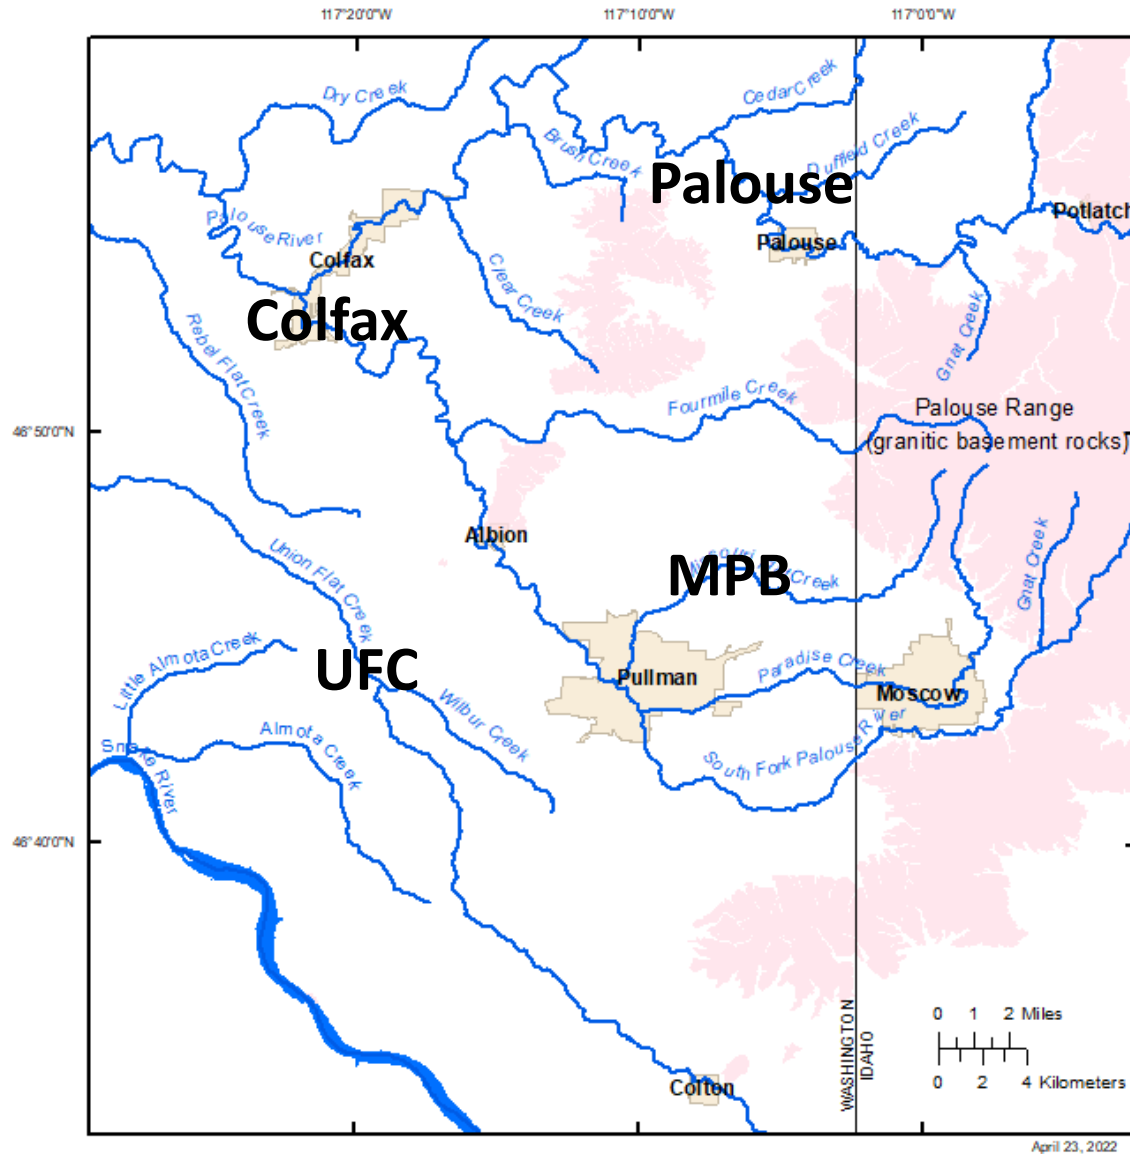 117°20'0"W
117°10'0"W
117°0'0"W
Dry Creek
Cedar Creek
Brush Creek
Duffield Creek
Palouse
Potlatch
Palouse River
Palouse
Colfax
Clear Creek
Colfax
Rebel Flat Creek
Gnat Creek
Fourmile Creek
Palouse Range
(granitic basement rocks)
46°50'0"N
Albion
Union Flat Creek
MPB
Creek
Gnat Creek
Little Almota Creek
UFC
Pullman
Paradise Creek
Moscow
Wilbur Creek
Almota Creek
South Fork Palouse River
Snake River
46°40'0"N
WASHINGTON
IDAHO
0 1 2 Miles
0 2 4 Kilometers
Colton
April 23, 2022